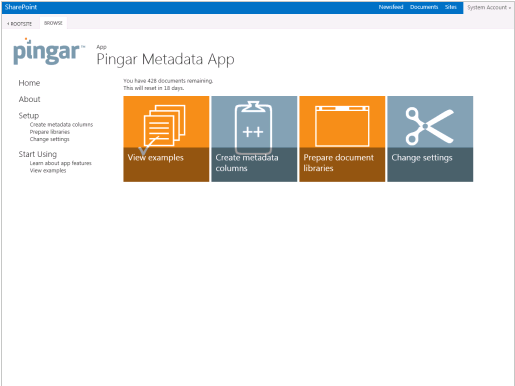 SharePoint
Newsfeed Documents Sites System Account
ROOTSITE BROWSE
pingar™
App
Pingar Metadata App
Home
About
Setup
Create metadata columns
Prepare libraries
Change settings
Start Using
Learn about app features
View examples
You have 428 documents remaining.
This will reset in 18 days.
View examples
Create metadata
columns
Prepare document
libraries
Change settings